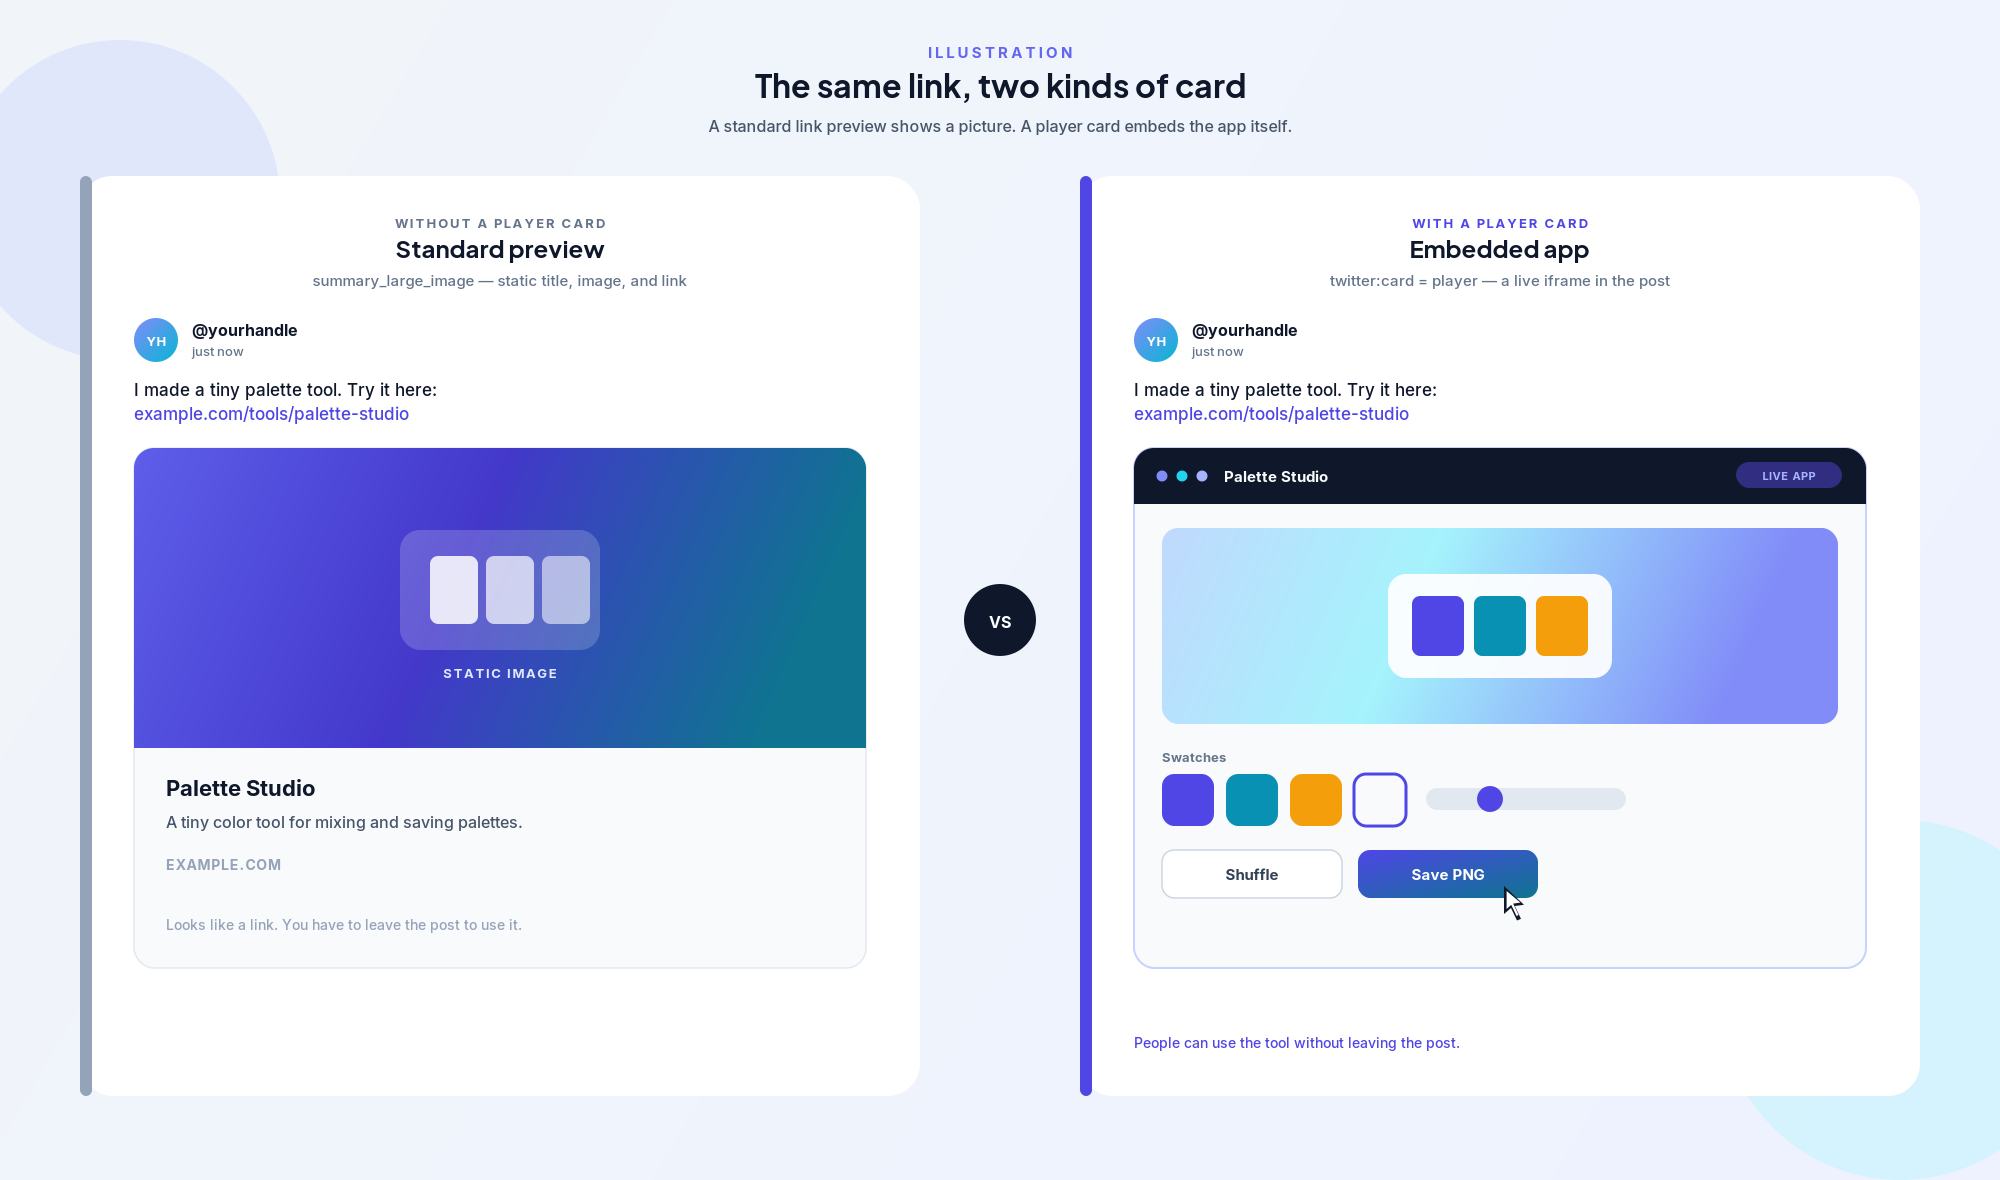 ILLUSTRATION
The same link, two kinds of card
A standard link preview shows a picture. A player card embeds the app itself.
WITHOUT A PLAYER CARD
Standard preview
summary_large_image — static title, image, and link
YH
@yourhandle
just now
I made a tiny palette tool. Try it here:
example.com/tools/palette-studio
STATIC IMAGE
Palette Studio
A tiny color tool for mixing and saving palettes.
EXAMPLE.COM
Looks like a link. You have to leave the post to use it.
VS
WITH A PLAYER CARD
Embedded app
twitter:card = player — a live iframe in the post
YH
@yourhandle
just now
I made a tiny palette tool. Try it here:
example.com/tools/palette-studio
Palette Studio
LIVE APP
Swatches
Shuffle
Save PNG
People can use the tool without leaving the post.